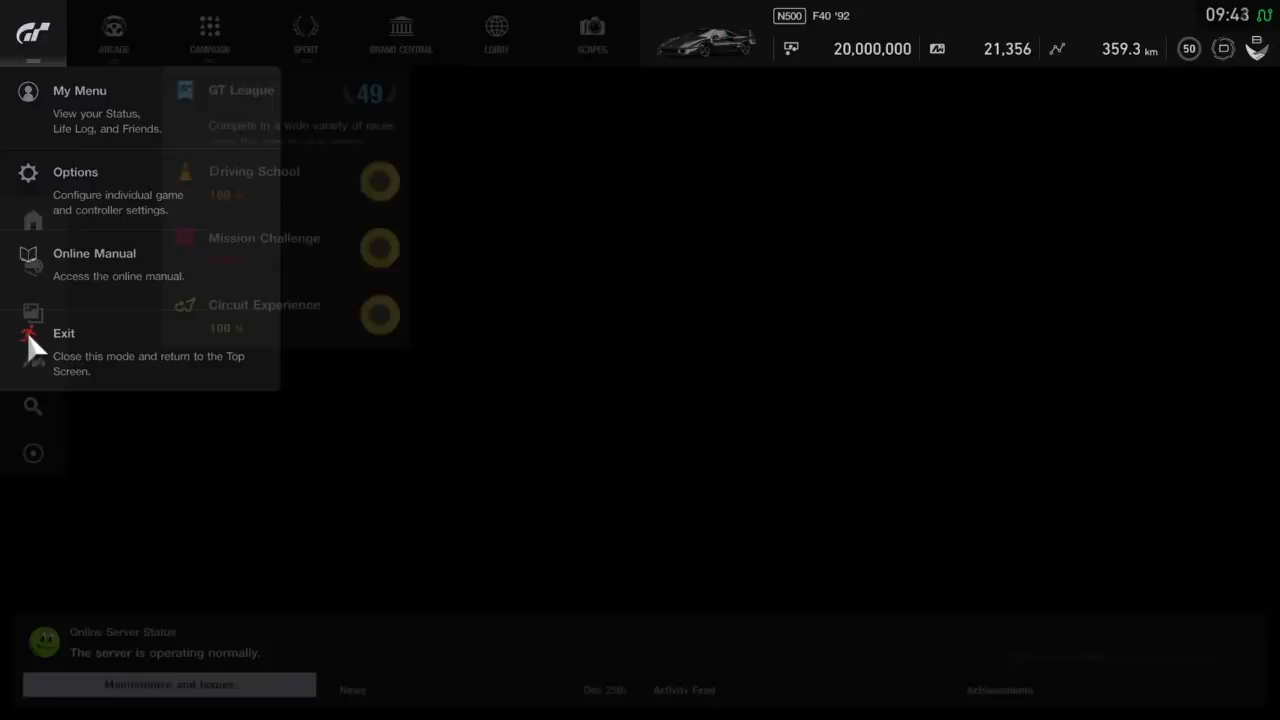 N500 F40 '92
09:43
ARCADE
CAMPAIGN
SPORT
BRAND CENTRAL
LOBBY
SCAPES
20,000,000
21,356
359.3 km
50
My Menu
View your Status,
Life Log, and Friends.
Options
Configure individual game
and controller settings.
Online Manual
Access the online manual.
Exit
Close this mode and return to the Top
Screen.
GT League
49
Compete in a wide variety of races
Driving School
100 %
Mission Challenge
Circuit Experience
100 %
Online Server Status
The server is operating normally.
Maintenance and Issues
News
Dec 25th
Activity Feed
Achievements